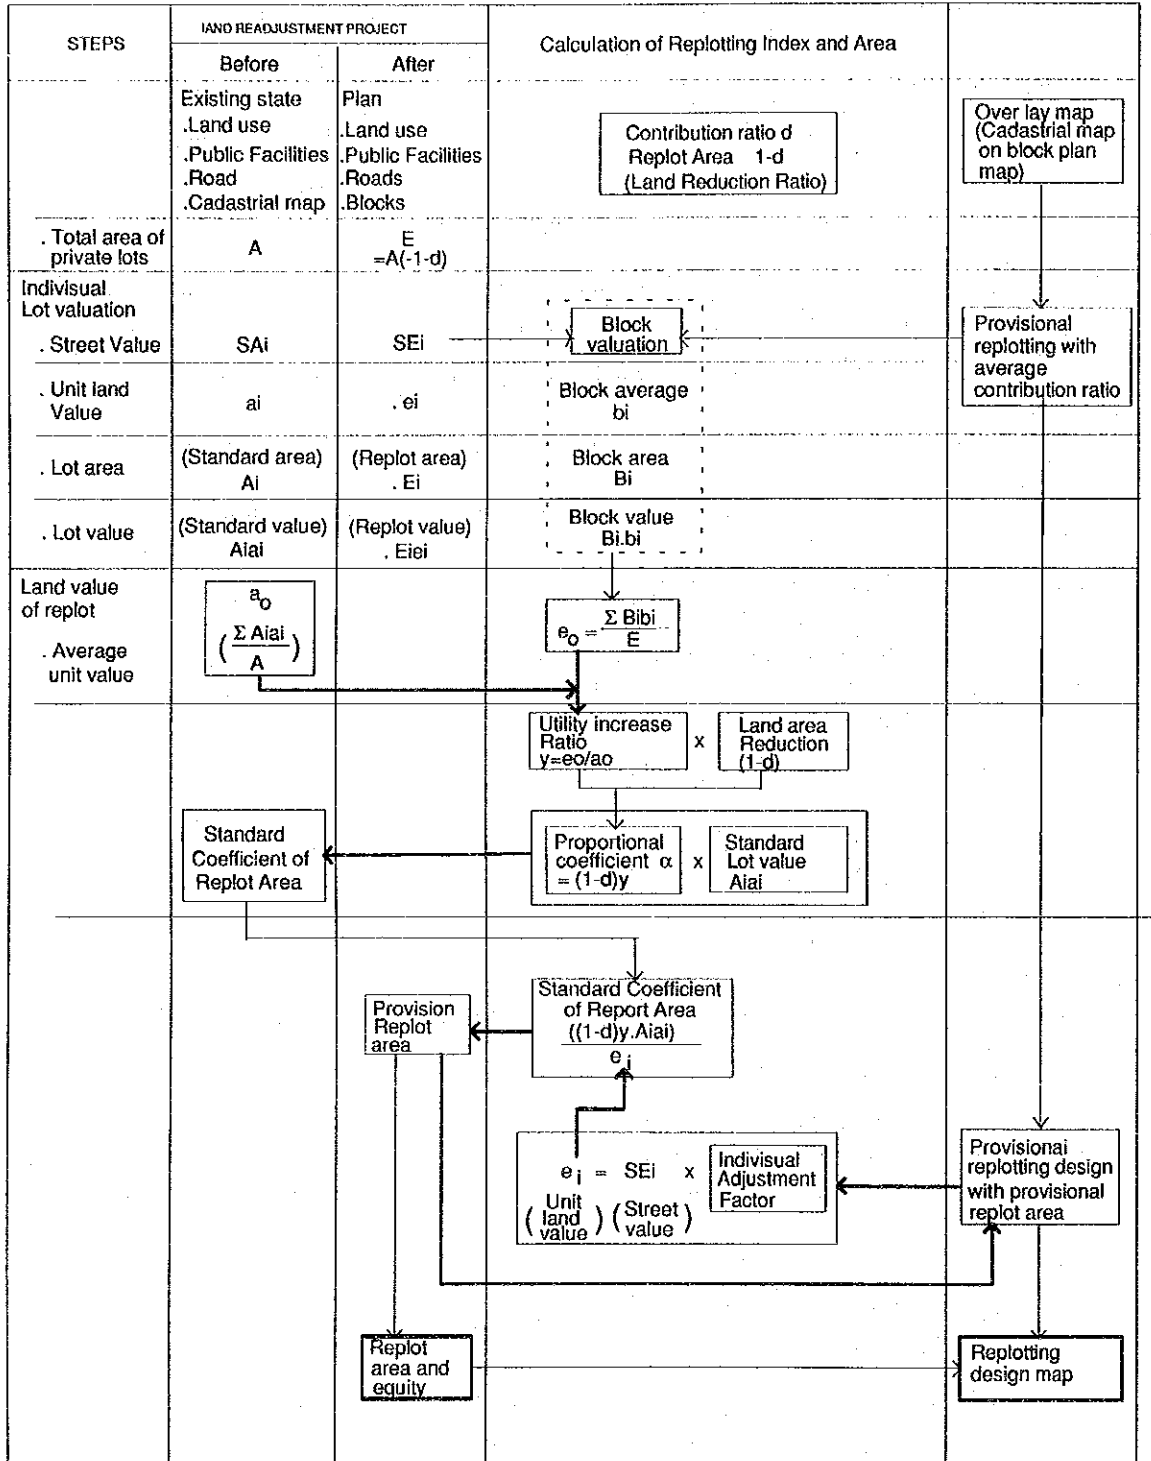 STEPS
lAND READJUSTMENT PROJECT
Before
After
Calculation of Replotting Index and Area
Existing state
.Land use
.Public Facilities
.Road
.Cadastrial map
Plan
.Land use
.Public Facilities
.Roads
.Blocks
Contribution ratio d
Replot Area 1-d
(Land Reduction Ratio)
Over lay map
(Cadastrial map
on block plan
map)
. Total area of
private lots
A
E
=A(-1-d)
Indivisual
Lot valuation
. Street Value
SAi
SEi
Block
valuation
Provisional
replotting with
average
contribution ratio
. Unit land
Value
ai
. ei
Block average
bi
. Lot area
(Standard area)
Ai
(Replot area)
. Ei
Block area
Bi
. Lot value
(Standard value)
Aiai
(Replot value)
. Eiei
Block value
Bi.bi
Land value
of replot
. Average
unit value
ao
( Σ Aiai / A )
eo = Σ Bibi / E
Utility increase
Ratio
y=eo/ao
x
Land area
Reduction
(1-d)
Standard
Coefficient of
Replot Area
Proportional
coefficient α
= (1-d)y
x
Standard
Lot value
Aiai
Provision
Replot
area
Standard Coefficient
of Report Area
((1-d)y.Aiai)
ei
ei = SEi x
(Unit land value) (Street value)
Indivisual
Adjustment
Factor
Provisionai
replotting design
with provisional
replot area
Replot
area and
equity
Replotting
design map